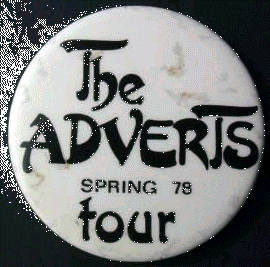 The
ADVERTS
SPRING 78
tour